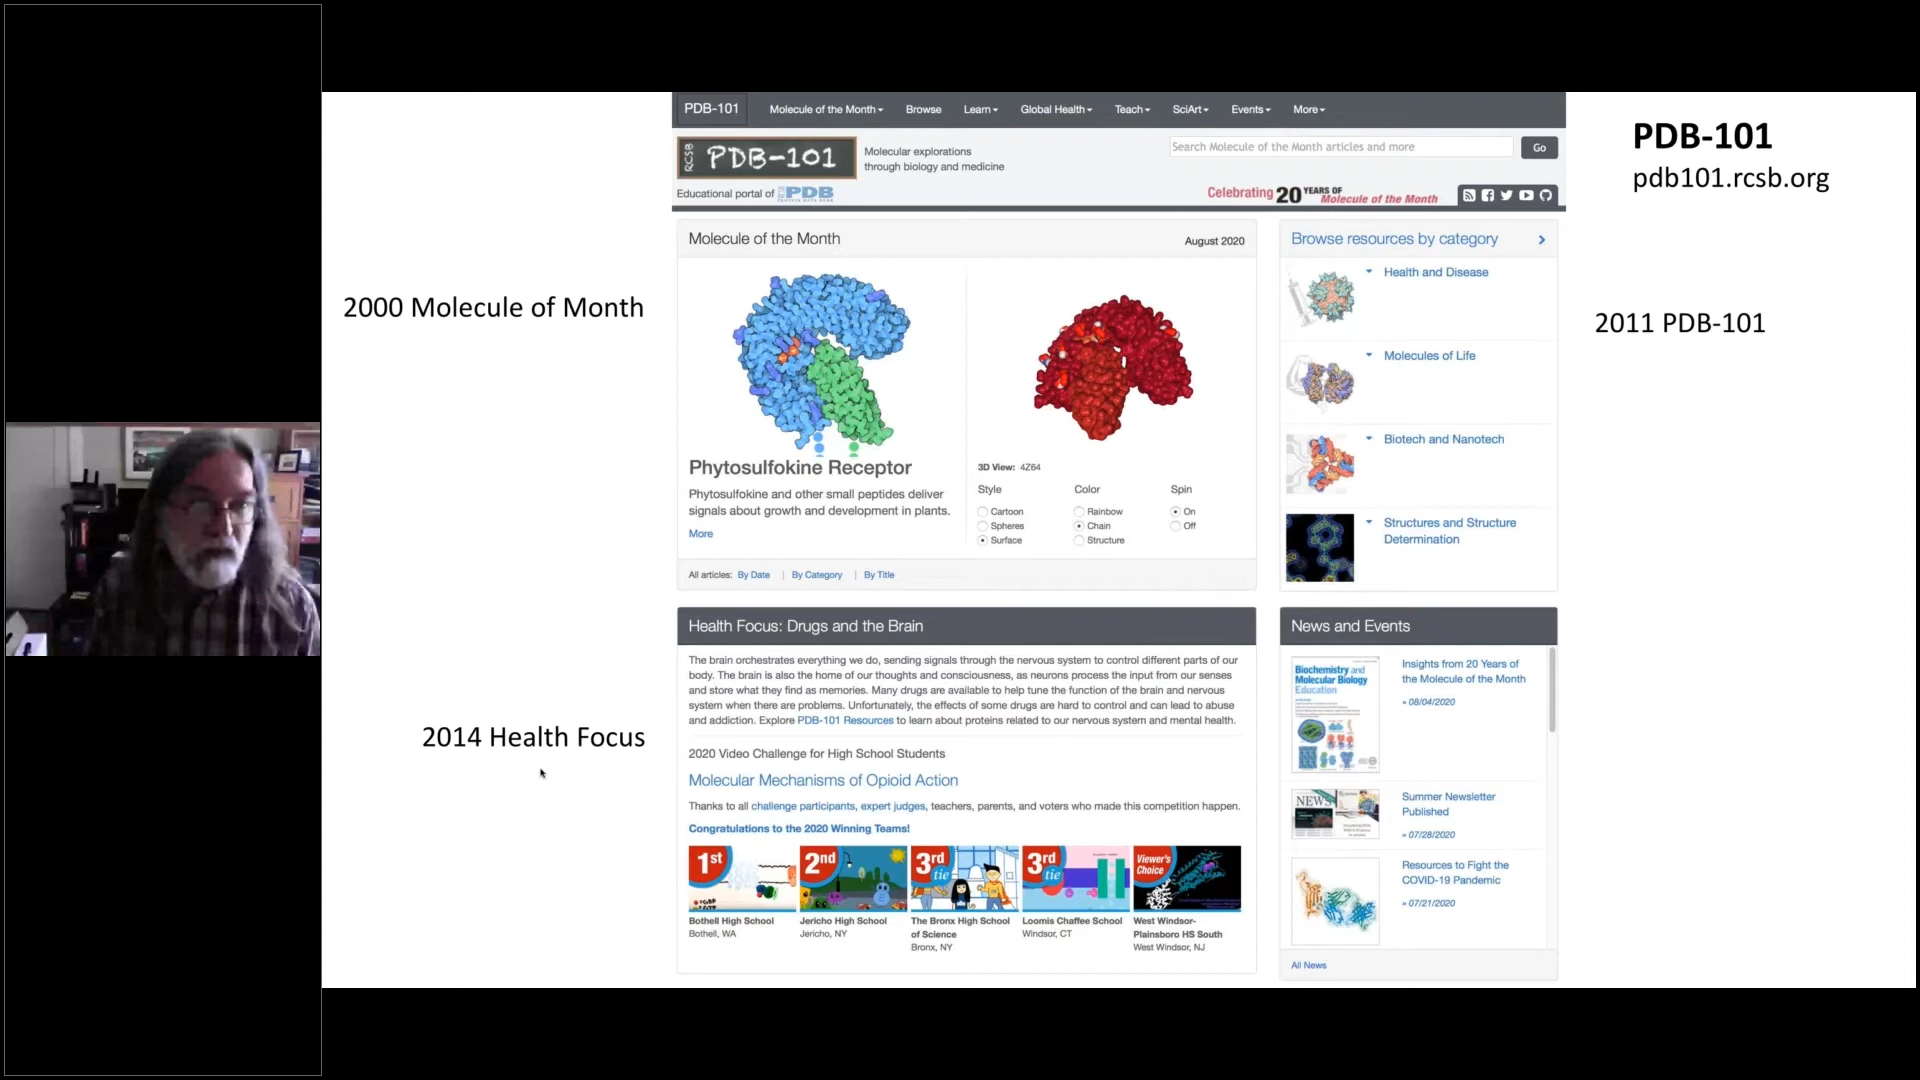 PDB-101 Molecule of the Month Browse Learn Global Health Teach SciArt Events More
RCSB PDB-101
Molecular explorations
through biology and medicine
Search Molecule of the Month articles and more Go
Educational portal of PDB
PROTEIN DATA BANK
Celebrating 20 YEARS OF
Molecule of the Month
PDB-101
pdb101.rcsb.org
2000 Molecule of Month
Molecule of the Month August 2020
Phytosulfokine Receptor
Phytosulfokine and other small peptides deliver
signals about growth and development in plants.
More
3D View: 4Z64
Style Color Spin
Cartoon Rainbow On
Spheres Chain Off
Surface Structure
All articles: By Date | By Category | By Title
Browse resources by category
Health and Disease
Molecules of Life
Biotech and Nanotech
Structures and Structure
Determination
2011 PDB-101
2014 Health Focus
Health Focus: Drugs and the Brain
The brain orchestrates everything we do, sending signals through the nervous system to control different parts of our
body. The brain is also the home of our thoughts and consciousness, as neurons process the input from our senses
and store what they find as memories. Many drugs are available to help tune the function of the brain and nervous
system when there are problems. Unfortunately, the effects of some drugs are hard to control and can lead to abuse
and addiction. Explore PDB-101 Resources to learn about proteins related to our nervous system and mental health.
2020 Video Challenge for High School Students
Molecular Mechanisms of Opioid Action
Thanks to all challenge participants, expert judges, teachers, parents, and voters who made this competition happen.
Congratulations to the 2020 Winning Teams!
1st
Bothell High School
Bothell, WA
2nd
Jericho High School
Jericho, NY
3rd
tie
The Bronx High School
of Science
Bronx, NY
3rd
tie
Loomis Chaffee School
Windsor, CT
Viewer's
Choice
West Windsor-
Plainsboro HS South
West Windsor, NJ
News and Events
Biochemistry and
Molecular Biology
Education
Insights from 20 Years of
the Molecule of the Month
» 08/04/2020
NEWS
Summer Newsletter
Published
» 07/28/2020
Resources to Fight the
COVID-19 Pandemic
» 07/21/2020
All News